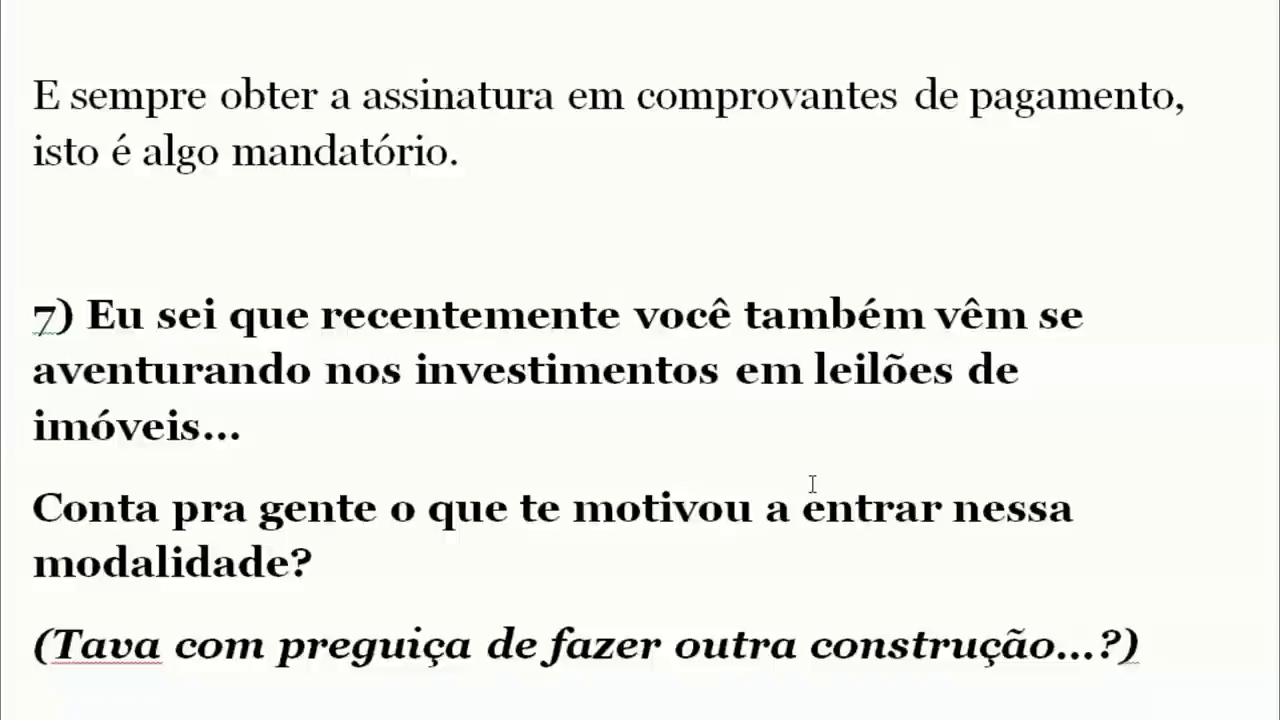 E sempre obter a assinatura em comprovantes de pagamento,
isto é algo mandatório.
7) Eu sei que recentemente você também vêm se
aventurando nos investimentos em leilões de
imóveis...
Conta pra gente o que te motivou a entrar nessa
modalidade?
(Tava com preguiça de fazer outra construção...?)